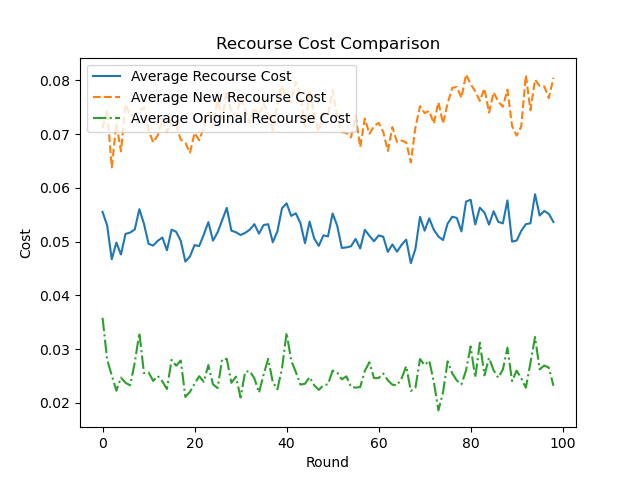 Recourse Cost Comparison
Average Recourse Cost
Average New Recourse Cost
Average Original Recourse Cost
Cost
0.08
0.07
0.06
0.05
0.04
0.03
0.02
0 20 40 60 80 100
Round